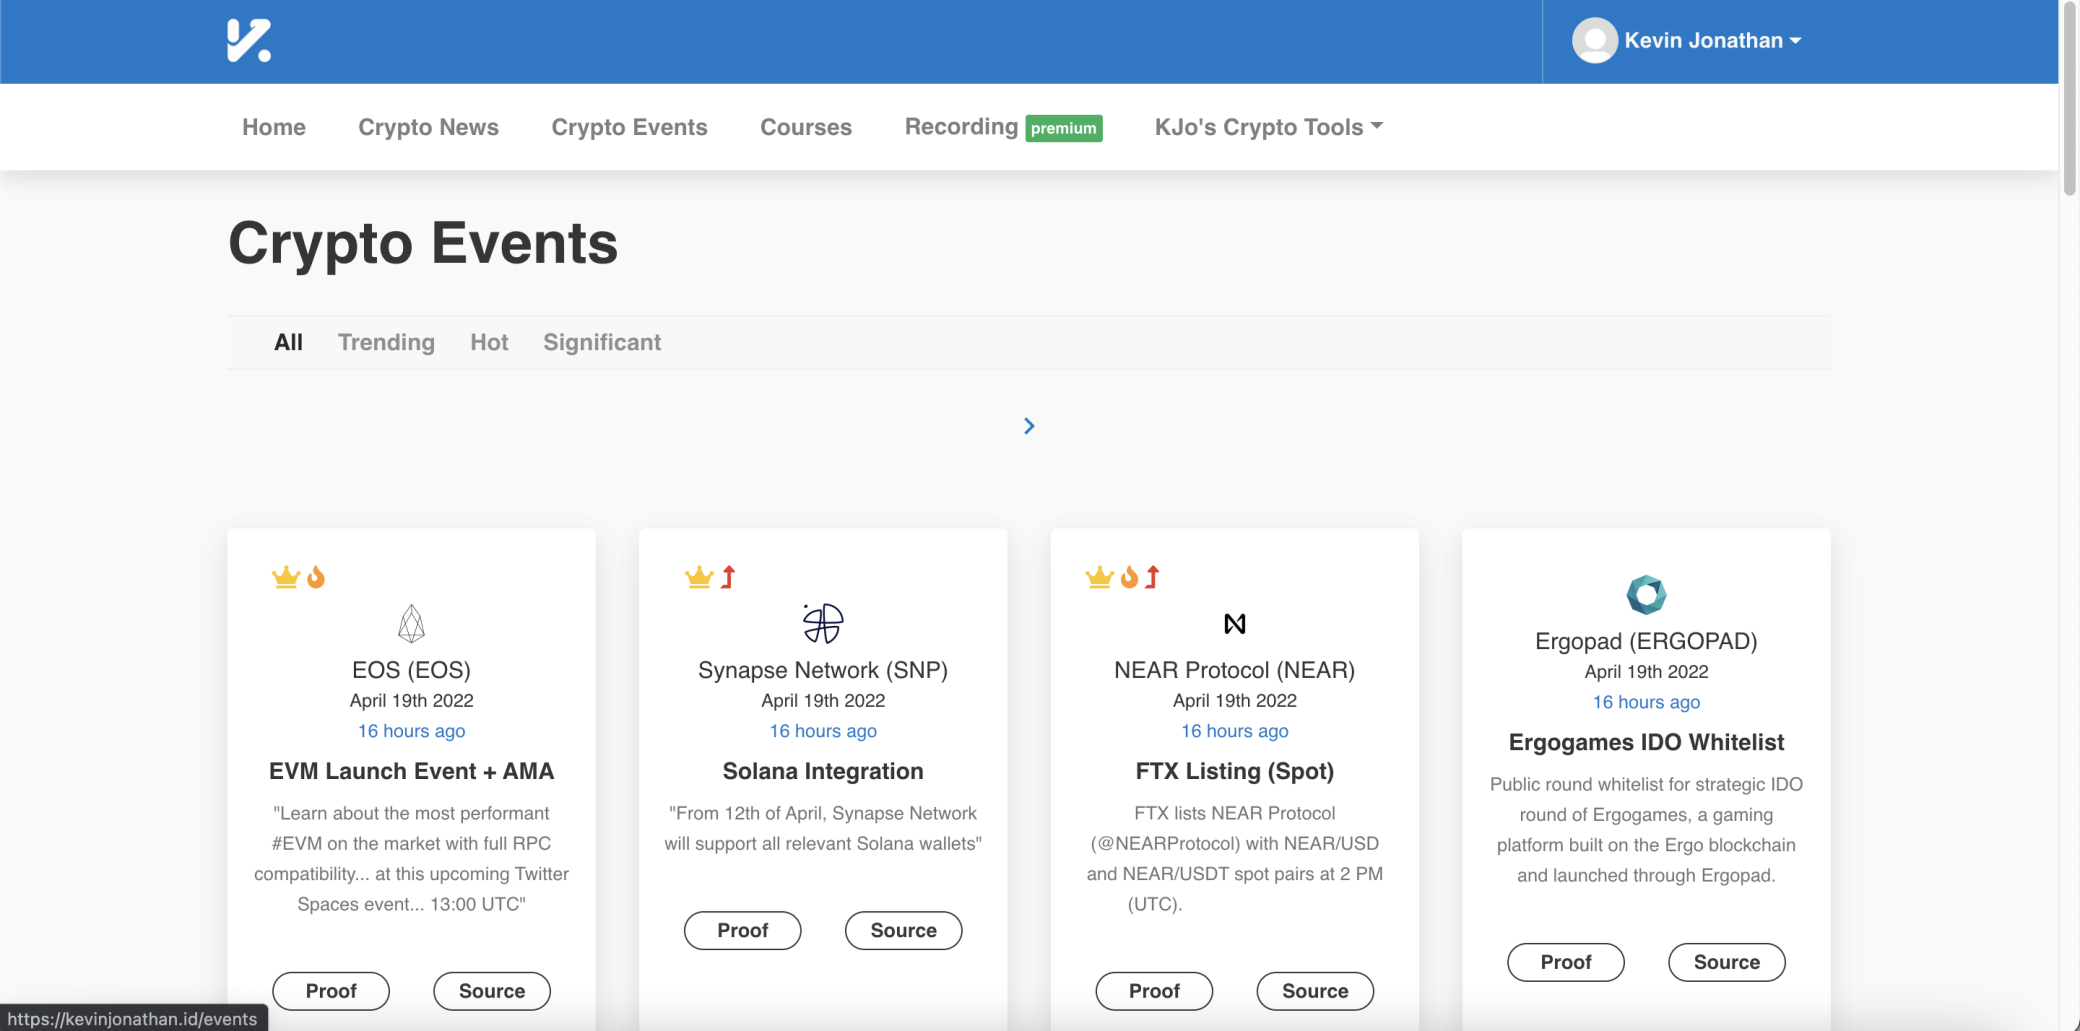 Kevin Jonathan
Home Crypto News Crypto Events Courses Recording premium KJo's Crypto Tools
Crypto Events
All Trending Hot Significant
EOS (EOS)
April 19th 2022
16 hours ago
EVM Launch Event + AMA
"Learn about the most performant
#EVM on the market with full RPC
compatibility... at this upcoming Twitter
Spaces event... 13:00 UTC"
Proof Source
Synapse Network (SNP)
April 19th 2022
16 hours ago
Solana Integration
"From 12th of April, Synapse Network
will support all relevant Solana wallets"
Proof Source
NEAR Protocol (NEAR)
April 19th 2022
16 hours ago
FTX Listing (Spot)
FTX lists NEAR Protocol
(@NEARProtocol) with NEAR/USD
and NEAR/USDT spot pairs at 2 PM
(UTC).
Proof Source
Ergopad (ERGOPAD)
April 19th 2022
16 hours ago
Ergogames IDO Whitelist
Public round whitelist for strategic IDO
round of Ergogames, a gaming
platform built on the Ergo blockchain
and launched through Ergopad.
Proof Source
https://kevinjonathan.id/events